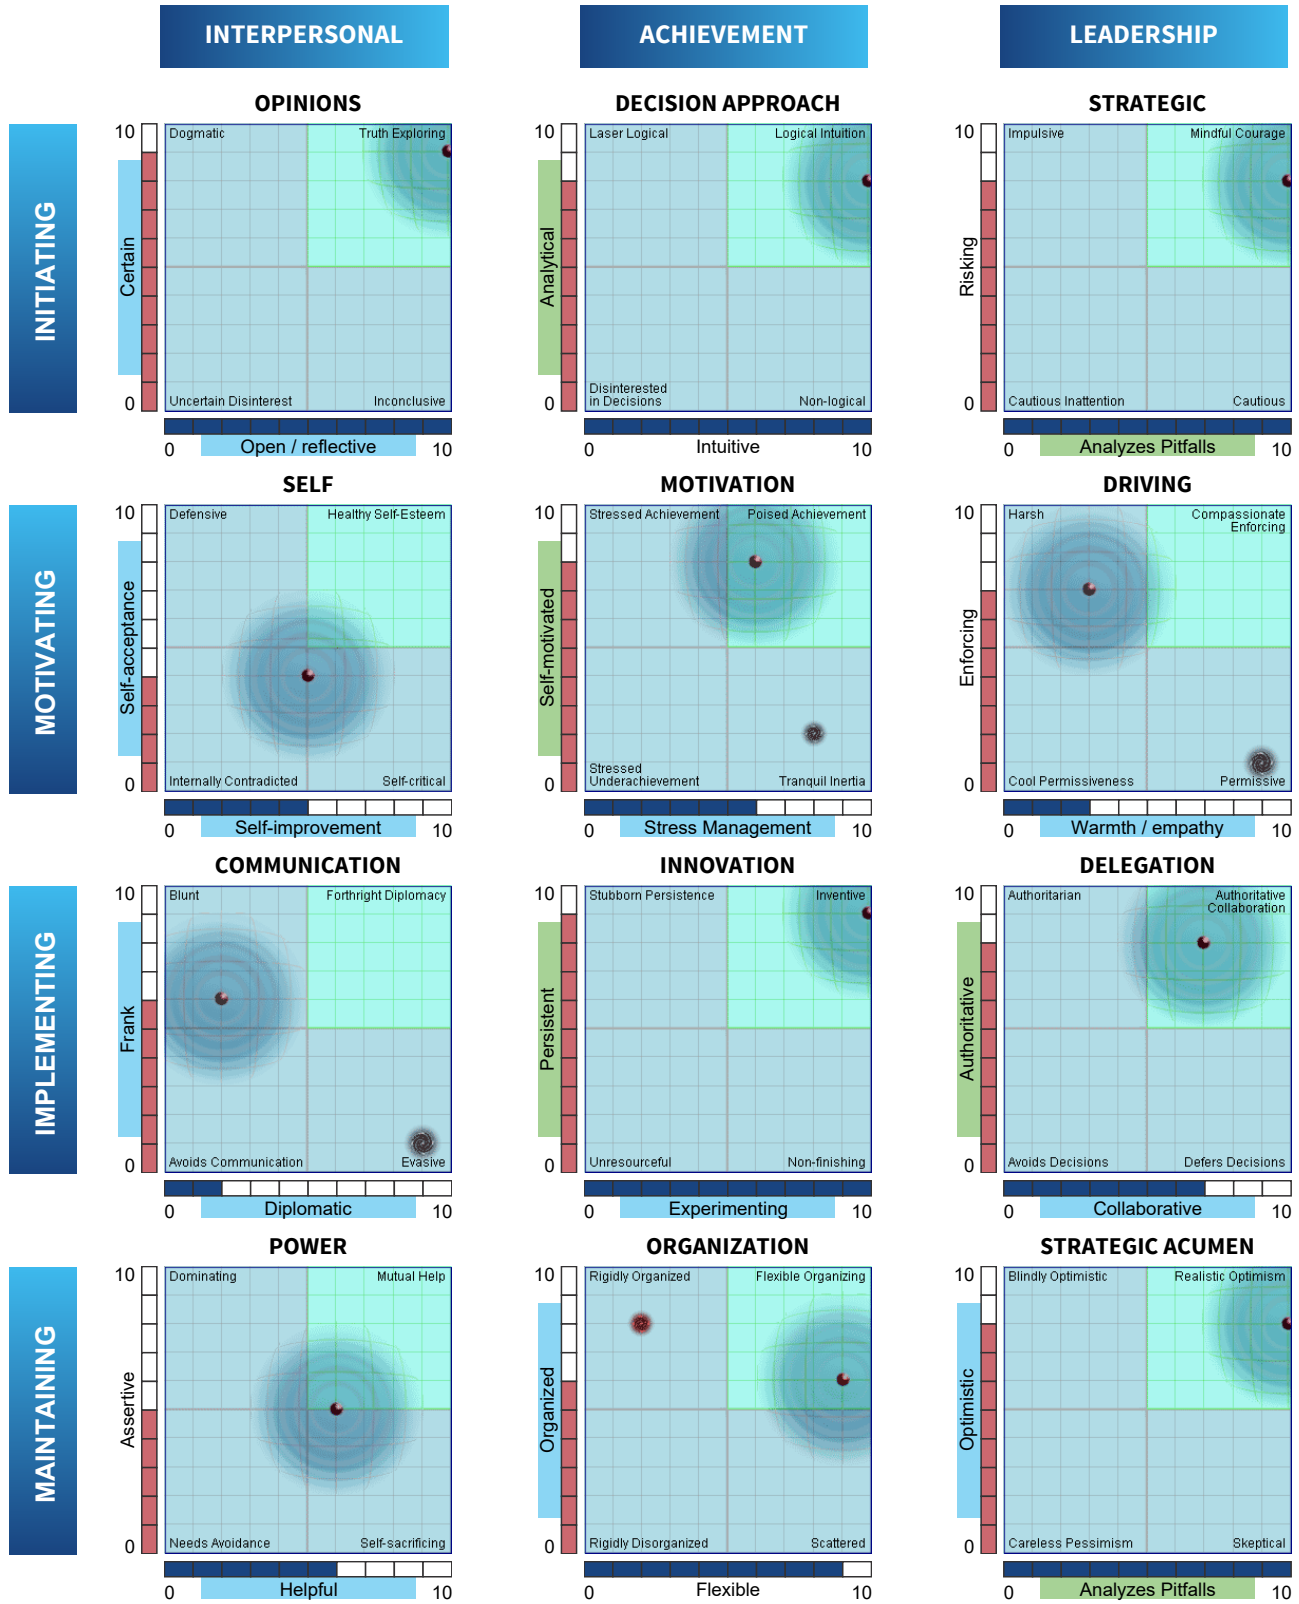 INTERPERSONAL
ACHIEVEMENT
LEADERSHIP
INITIATING
OPINIONS
10
Dogmatic
Truth Exploring
Certain
0
Uncertain Disinterest
Inconclusive
0
Open / reflective
10
DECISION APPROACH
10
Laser Logical
Logical Intuition
Analytical
0
Disinterested
in Decisions
Non-logical
0
Intuitive
10
STRATEGIC
10
Impulsive
Mindful Courage
Risking
0
Cautious Inattention
Cautious
0
Analyzes Pitfalls
10
MOTIVATING
SELF
10
Defensive
Healthy Self-Esteem
Self-acceptance
0
Internally Contradicted
Self-critical
0
Self-improvement
10
MOTIVATION
10
Stressed Achievement
Poised Achievement
Self-motivated
0
Stressed
Underachievement
Tranquil Inertia
0
Stress Management
10
DRIVING
10
Harsh
Compassionate
Enforcing
Enforcing
0
Cool Permissiveness
Permissive
0
Warmth / empathy
10
IMPLEMENTING
COMMUNICATION
10
Blunt
Forthright Diplomacy
Frank
0
Avoids Communication
Evasive
0
Diplomatic
10
INNOVATION
10
Stubborn Persistence
Inventive
Persistent
0
Unresourceful
Non-finishing
0
Experimenting
10
DELEGATION
10
Authoritarian
Authoritative
Collaboration
Authoritative
0
Avoids Decisions
Defers Decisions
0
Collaborative
10
MAINTAINING
POWER
10
Dominating
Mutual Help
Assertive
0
Needs Avoidance
Self-sacrificing
0
Helpful
10
ORGANIZATION
10
Rigidly Organized
Flexible Organizing
Organized
0
Rigidly Disorganized
Scattered
0
Flexible
10
STRATEGIC ACUMEN
10
Blindly Optimistic
Realistic Optimism
Optimistic
0
Careless Pessimism
Skeptical
0
Analyzes Pitfalls
10